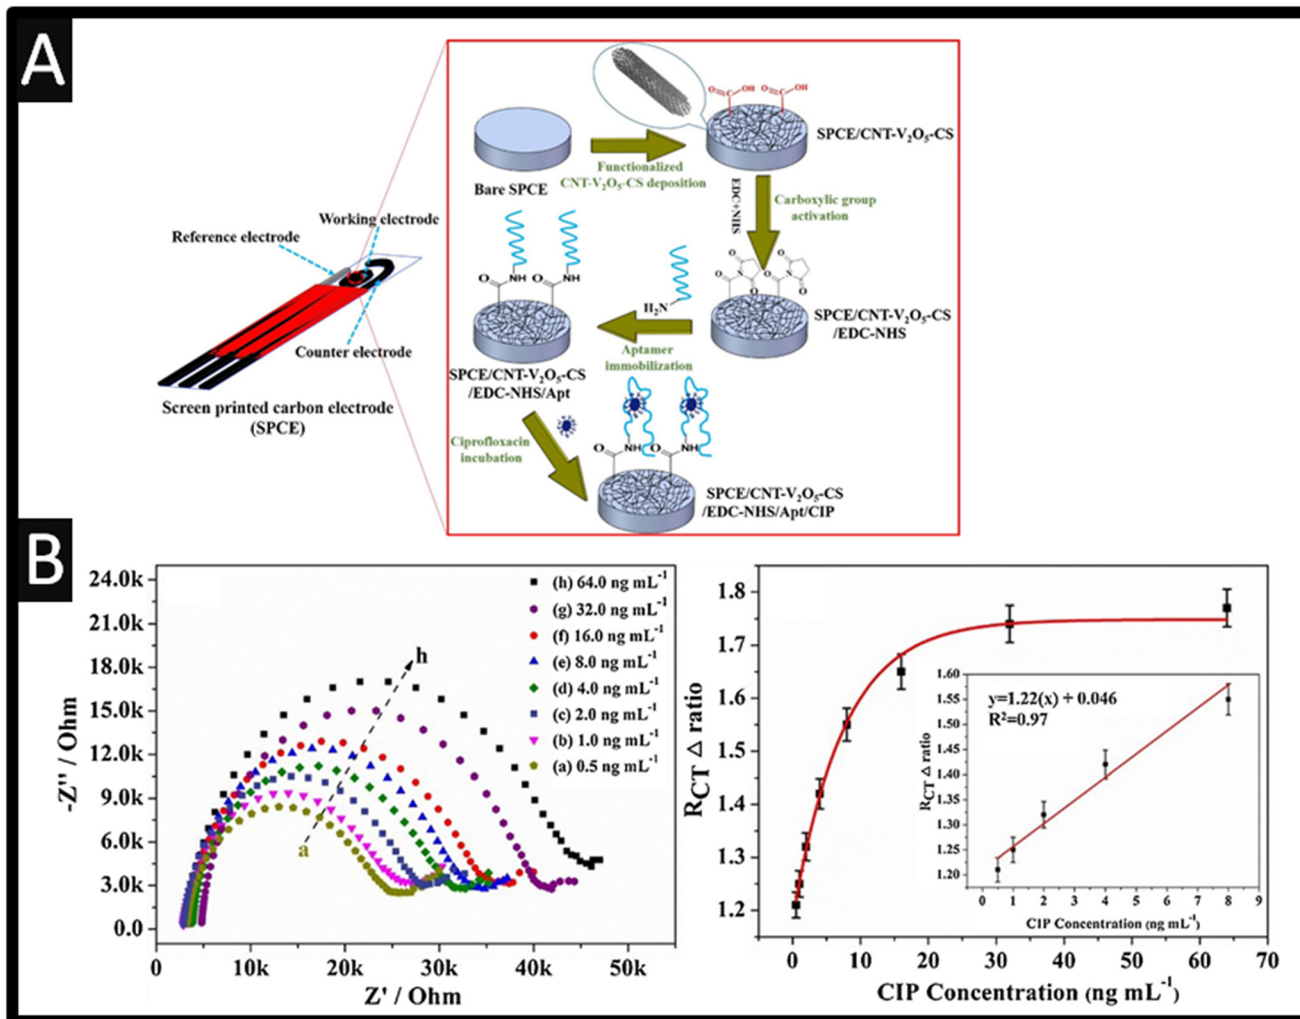 A
Working electrode
Reference electrode
Counter electrode
Screen printed carbon electrode
(SPCE)
Bare SPCE
Functionalized
CNT-V₂O₅-CS deposition
O
OH
O
OH
SPCE/CNT-V₂O₅-CS
EDC+NHS
Carboxylic group
activation
O
N
O
O
O
N
O
O
SPCE/CNT-V₂O₅-CS
/EDC-NHS
H₂N
Aptamer
immobilization
O
NH
O
NH
SPCE/CNT-V₂O₅-CS
/EDC-NHS/Apt
Ciprofloxacin
incubation
O
NH
O
NH
SPCE/CNT-V₂O₅-CS
/EDC-NHS/Apt/CIP
B
24.0k
21.0k
18.0k
15.0k
12.0k
9.0k
6.0k
3.0k
0.0
-Z'' / Ohm
0
10k
20k
30k
40k
50k
Z' / Ohm
h
a
(h) 64.0 ng mL⁻¹
(g) 32.0 ng mL⁻¹
(f) 16.0 ng mL⁻¹
(e) 8.0 ng mL⁻¹
(d) 4.0 ng mL⁻¹
(c) 2.0 ng mL⁻¹
(b) 1.0 ng mL⁻¹
(a) 0.5 ng mL⁻¹
1.8
1.7
1.6
1.5
1.4
1.3
1.2
R_CT Δ ratio
0
10
20
30
40
50
60
70
CIP Concentration (ng mL⁻¹)
1.60
1.55
1.50
1.45
1.40
1.35
1.30
1.25
1.20
R_CT Δ ratio
y=1.22(x) + 0.046
R²=0.97
0
1
2
3
4
5
6
7
8
9
CIP Concentration (ng mL⁻¹)